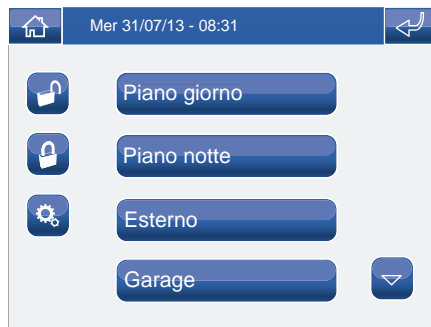 Mer 31/07/13 - 08:31
Piano giorno
Piano notte
Esterno
Garage